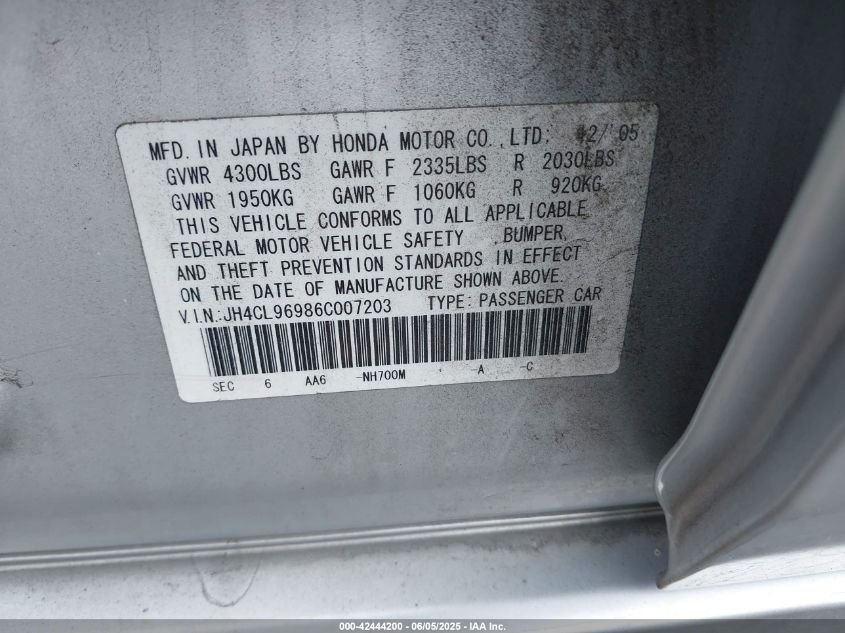 MFD. IN JAPAN BY HONDA MOTOR CO.,LTD: 12/'05
GVWR 4300LBS GAWR F 2335LBS R 2030LBS
GVWR 1950KG GAWR F 1060KG R 920KG
THIS VEHICLE CONFORMS TO ALL APPLICABLE
FEDERAL MOTOR VEHICLE SAFETY ,BUMPER,
AND THEFT PREVENTION STANDARDS IN EFFECT
ON THE DATE OF MANUFACTURE SHOWN ABOVE.
V.I.N.:JH4CL96986C007203 TYPE: PASSENGER CAR
SEC 6 AA6 -NH700M ' -A -C
000-42444200 - 06/05/2025 - IAA Inc.